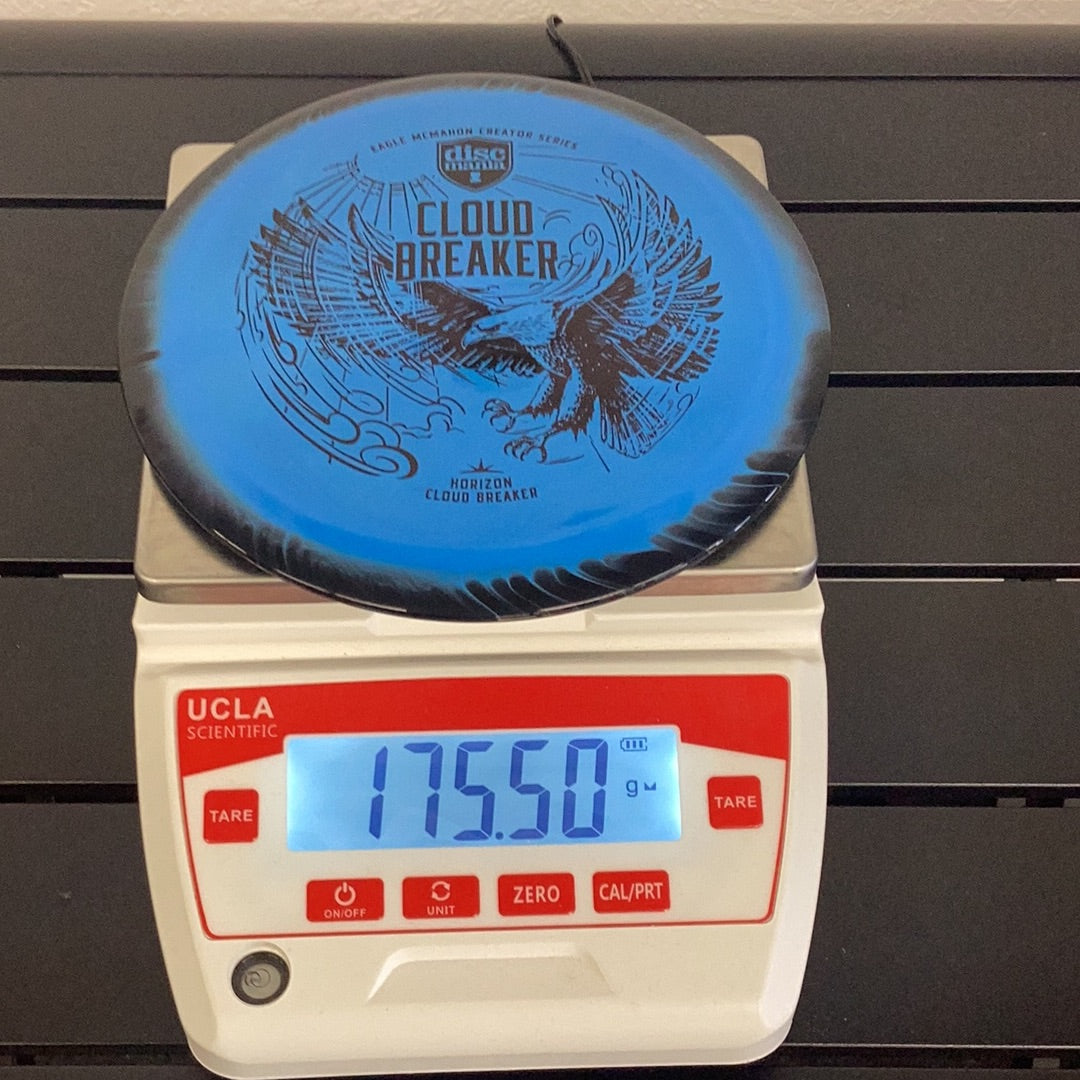 EAGLE MCMAHON CREATOR SERIES
disc
mania
CLOUD
BREAKER
HORIZON
CLOUD BREAKER
UCLA
SCIENTIFIC
175.50
g
TARE
TARE
ON/OFF
UNIT
ZERO
CAL/PRT